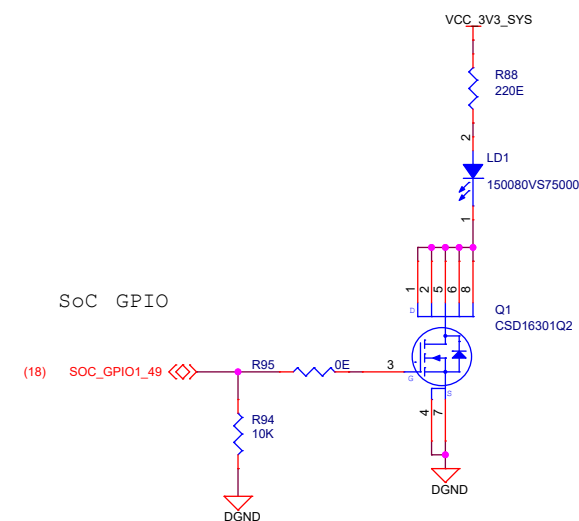 VCC_3V3_SYS
R88
220E
2
LD1
150080VS75000
1
1 2 5 6 8
D
Q1
CSD16301Q2
SoC GPIO
(18) SOC_GPIO1_49
R95 0E
3
G
S
R94
10K
4 7
DGND
DGND